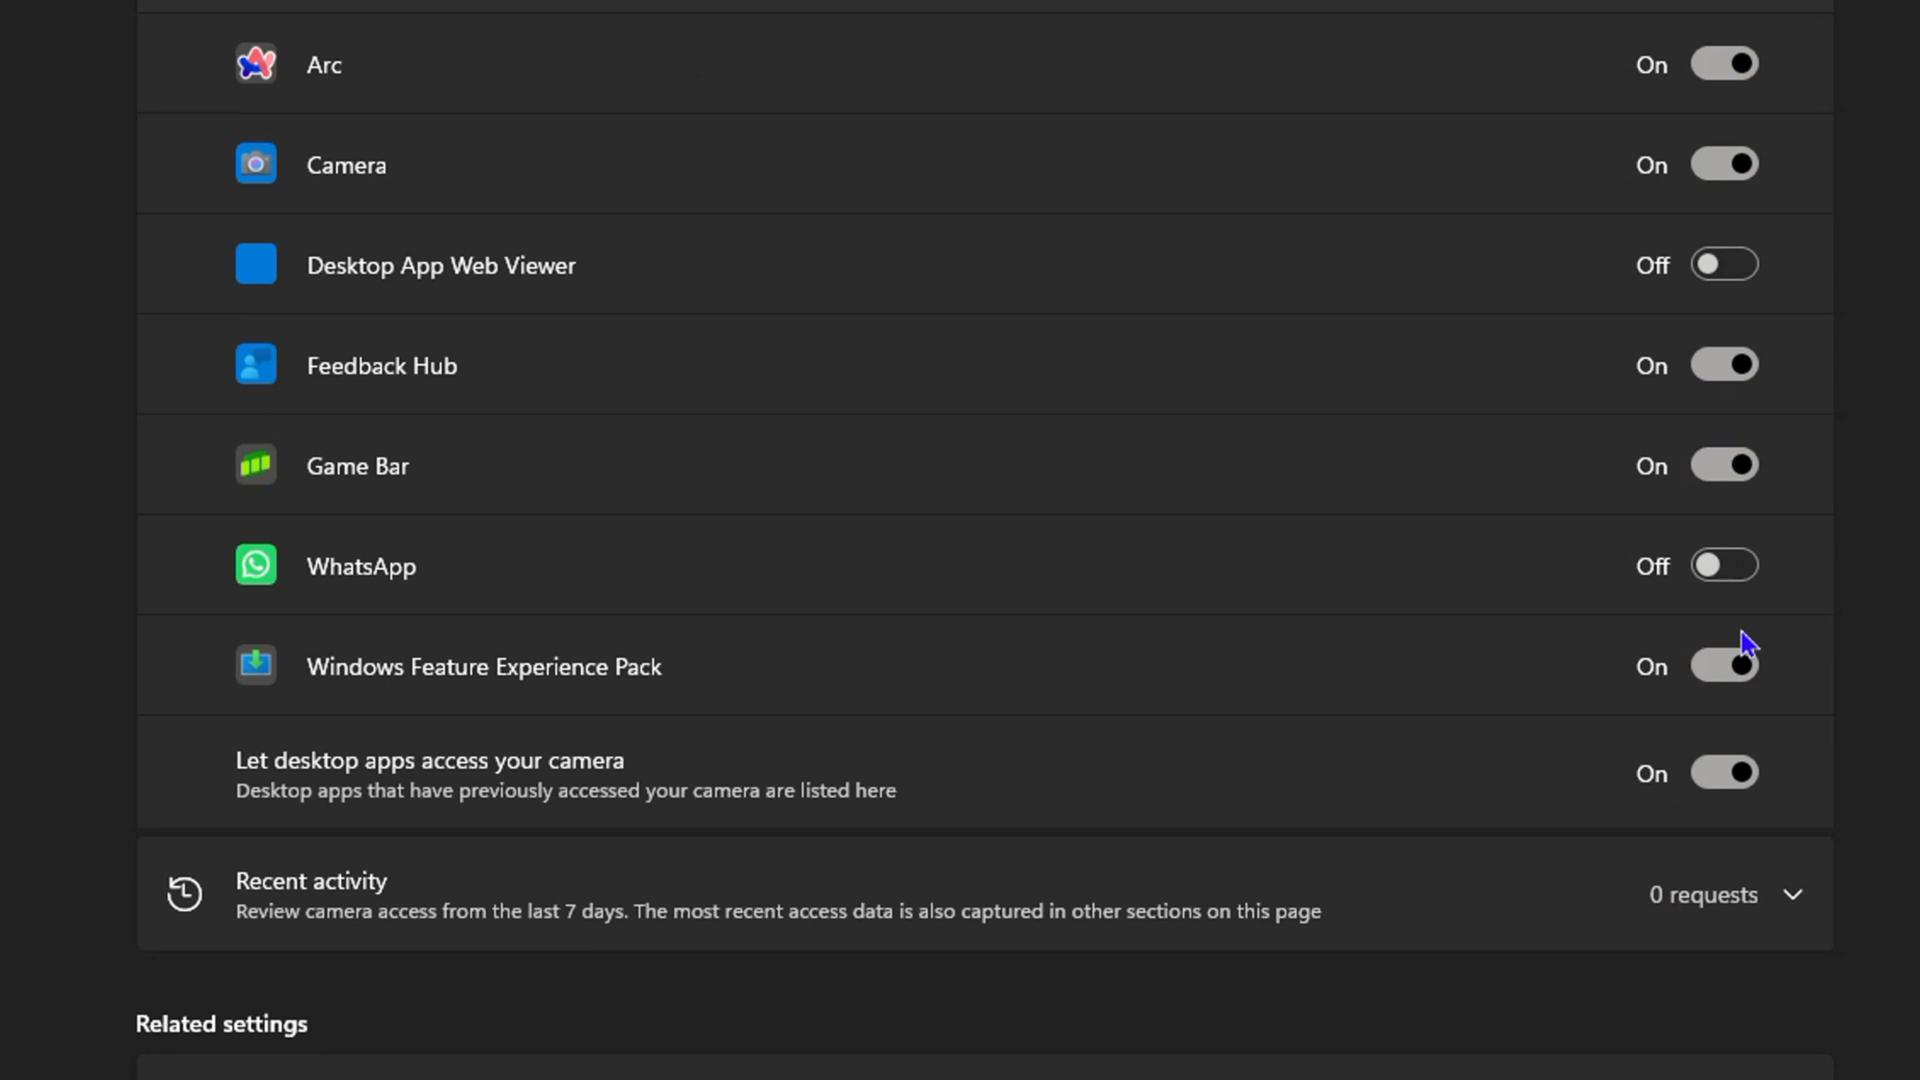 Arc On
Camera On
Desktop App Web Viewer Off
Feedback Hub On
Game Bar On
WhatsApp Off
Windows Feature Experience Pack On
Let desktop apps access your camera
Desktop apps that have previously accessed your camera are listed here
On
Recent activity
Review camera access from the last 7 days. The most recent access data is also captured in other sections on this page
0 requests
Related settings